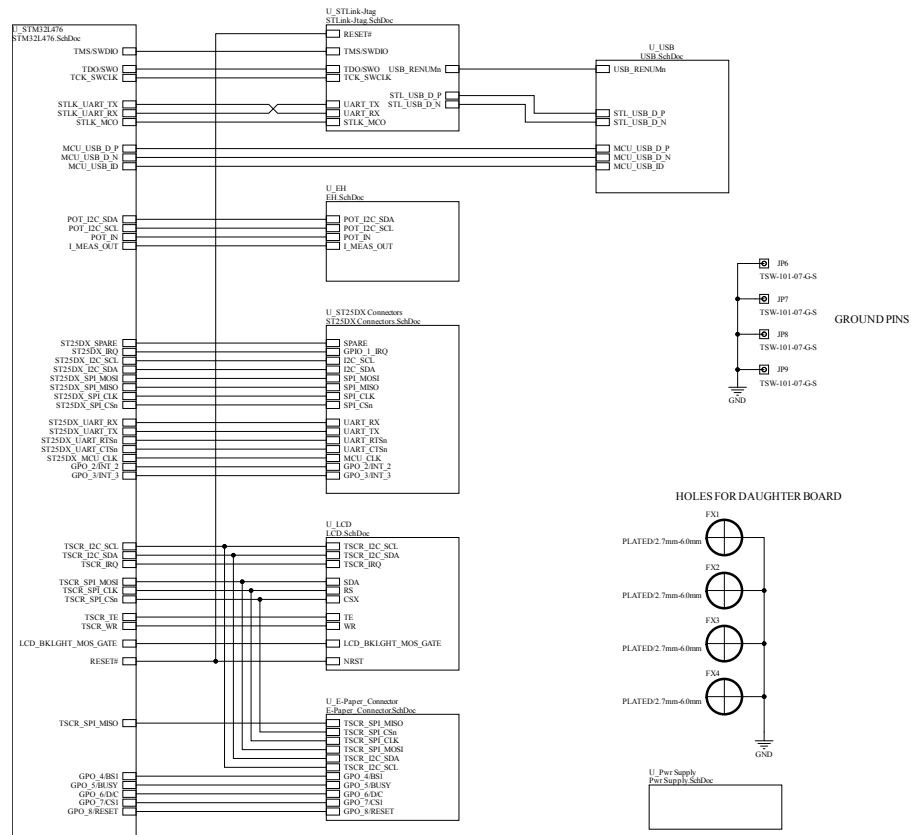 U_STM32L476
STM32L476.SchDoc
TMS/SWDIO
TDO/SWO
TCK_SWCLK
STLK_UART_TX
STLK_UART_RX
STLK_MCO
MCU_USB_D_P
MCU_USB_D_N
MCU_USB_ID
POT_I2C_SDA
POT_I2C_SCL
POT_IN
I_MEAS_OUT
ST25DX_SPARE
ST25DX_IRQ
ST25DX_I2C_SCL
ST25DX_I2C_SDA
ST25DX_SPI_MOSI
ST25DX_SPI_MISO
ST25DX_SPI_CLK
ST25DX_SPI_CSn
ST25DX_UART_RX
ST25DX_UART_TX
ST25DX_UART_RTSn
ST25DX_UART_CTSn
ST25DX_MCU_CLK
GPO_2/INT_2
GPO_3/INT_3
TSCR_I2C_SCL
TSCR_I2C_SDA
TSCR_IRQ
TSCR_SPI_MOSI
TSCR_SPI_CLK
TSCR_SPI_CSn
TSCR_TE
TSCR_WR
LCD_BKLGHT_MOS_GATE
RESET#
TSCR_SPI_MISO
GPO_4/BS1
GPO_5/BUSY
GPO_6/D/C
GPO_7/CS1
GPO_8/RESET
U_STLink-Jtag
STLink-Jtag.SchDoc
RESET#
TMS/SWDIO
TDO/SWO
TCK_SWCLK
USB_RENUMn
STL_USB_D_P
STL_USB_D_N
UART_TX
UART_RX
STLK_MCO
U_USB
USB.SchDoc
USB_RENUMn
STL_USB_D_P
STL_USB_D_N
MCU_USB_D_P
MCU_USB_D_N
MCU_USB_ID
U_EH
EH.SchDoc
POT_I2C_SDA
POT_I2C_SCL
POT_IN
I_MEAS_OUT
U_ST25DX Connectors
ST25DX Connectors.SchDoc
SPARE
GPIO_1_IRQ
I2C_SCL
I2C_SDA
SPI_MOSI
SPI_MISO
SPI_CLK
SPI_CSn
UART_RX
UART_TX
UART_RTSn
UART_CTSn
MCU_CLK
GPO_2/INT_2
GPO_3/INT_3
U_LCD
LCD.SchDoc
TSCR_I2C_SCL
TSCR_I2C_SDA
TSCR_IRQ
SDA
RS
CSX
TE
WR
LCD_BKLGHT_MOS_GATE
NRST
U_E-Paper_Connector
E-Paper_Connector.SchDoc
TSCR_SPI_MISO
TSCR_SPI_CSn
TSCR_SPI_CLK
TSCR_SPI_MOSI
TSCR_I2C_SDA
TSCR_I2C_SCL
GPO_4/BS1
GPO_5/BUSY
GPO_6/D/C
GPO_7/CS1
GPO_8/RESET
JP6
TSW-101-07-G-S
JP7
TSW-101-07-G-S
JP8
TSW-101-07-G-S
JP9
TSW-101-07-G-S
GND
GROUND PINS
HOLES FOR DAUGHTER BOARD
FX1
PLATED/2.7mm-6.0mm
FX2
PLATED/2.7mm-6.0mm
FX3
PLATED/2.7mm-6.0mm
FX4
PLATED/2.7mm-6.0mm
GND
U_Pwr Supply
Pwr Supply.SchDoc